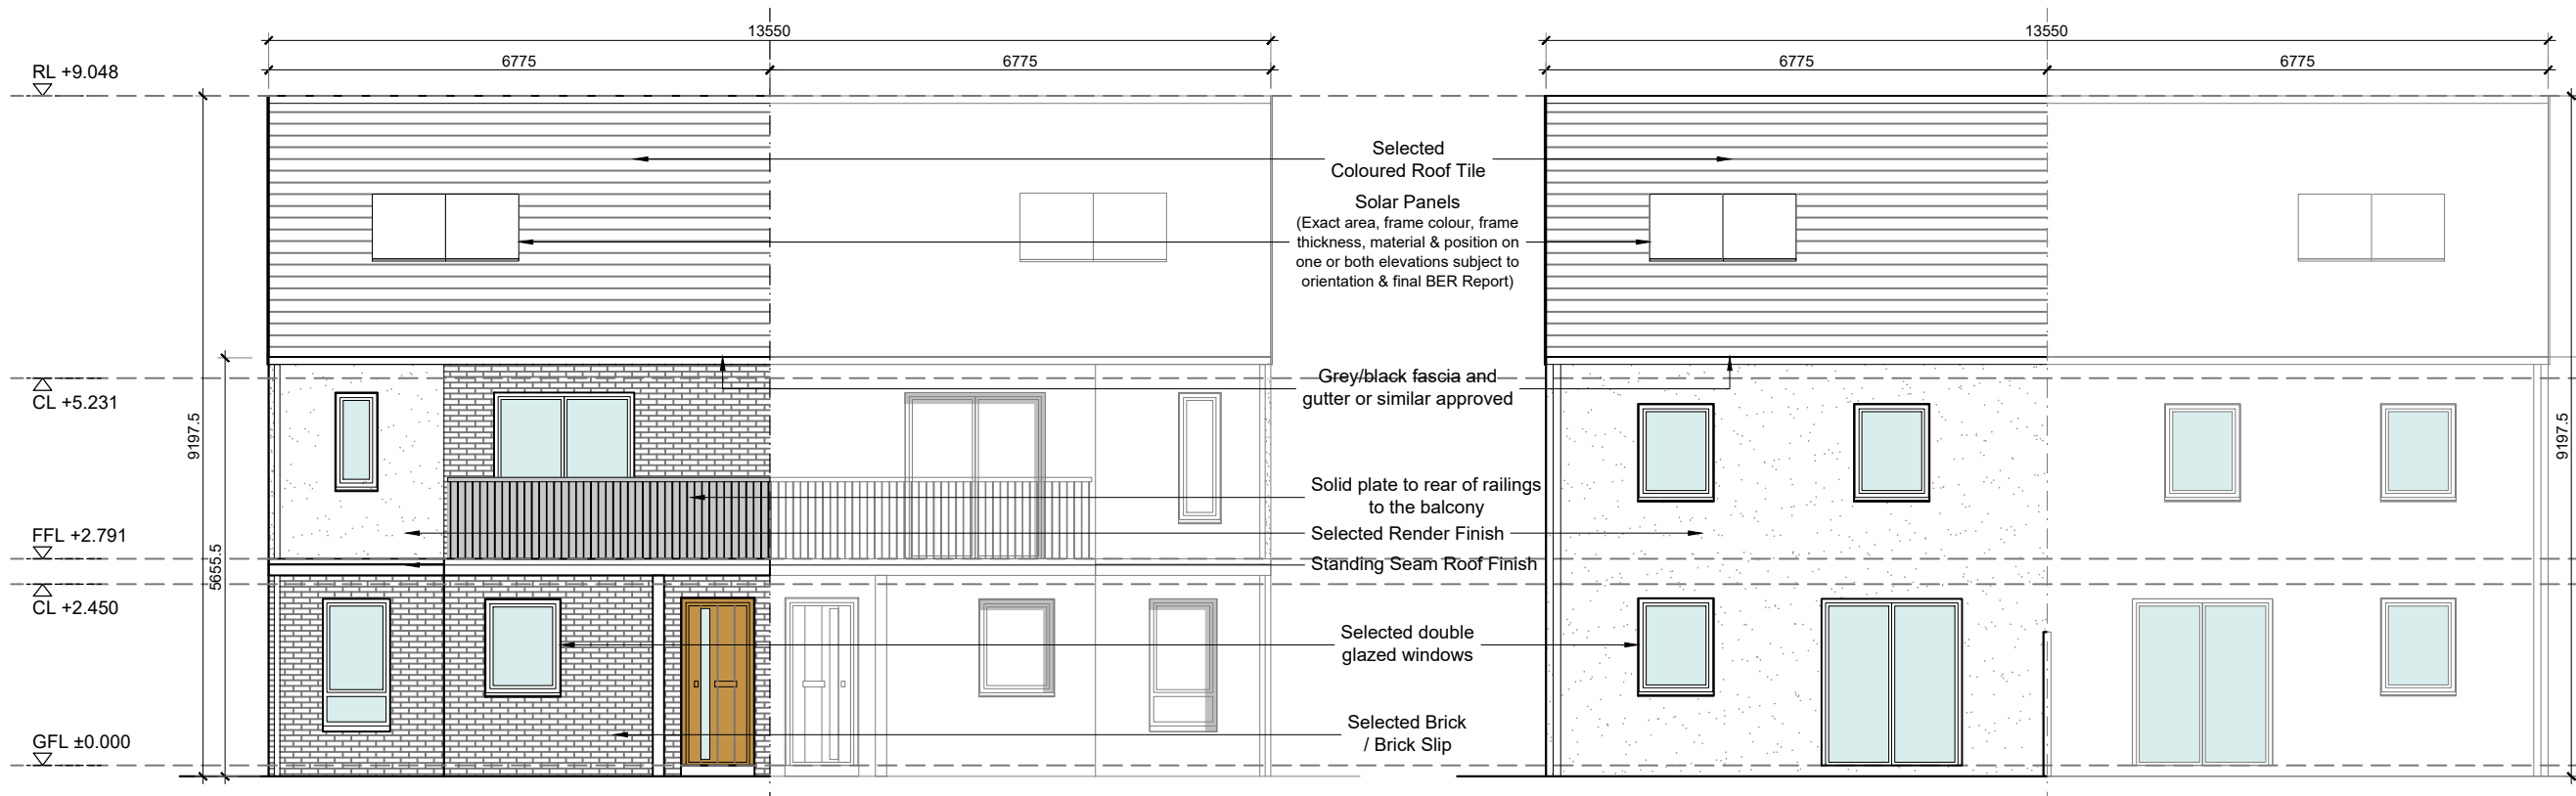 13550
13550
6775
6775
6775
6775
RL +9.048
Selected
Coloured Roof Tile
Solar Panels
(Exact area, frame colour, frame
thickness, material & position on
one or both elevations subject to
orientation & final BER Report)
Grey/black fascia and
gutter or similar approved
CL +5.231
9197.5
9197.5
Solid plate to rear of railings
to the balcony
FFL +2.791
Selected Render Finish
Standing Seam Roof Finish
5655.5
CL +2.450
Selected double
glazed windows
Selected Brick
/ Brick Slip
GFL ±0.000